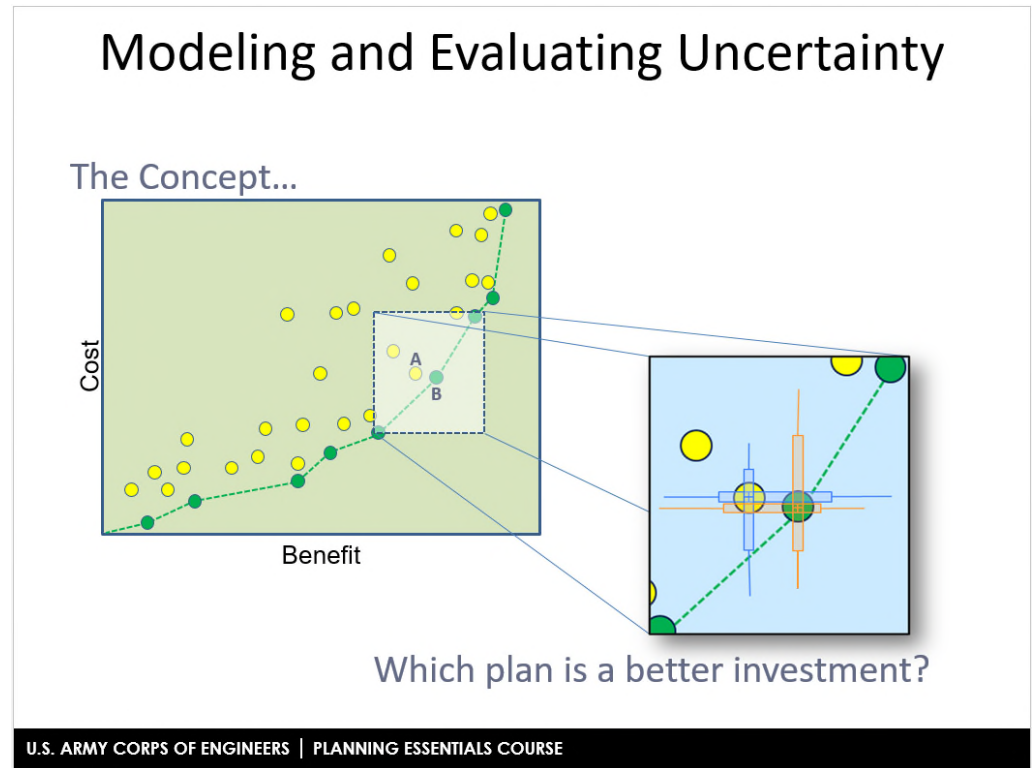 Modeling and Evaluating Uncertainty
The Concept...
Cost
A
B
Benefit
Which plan is a better investment?
U.S. ARMY CORPS OF ENGINEERS | PLANNING ESSENTIALS COURSE